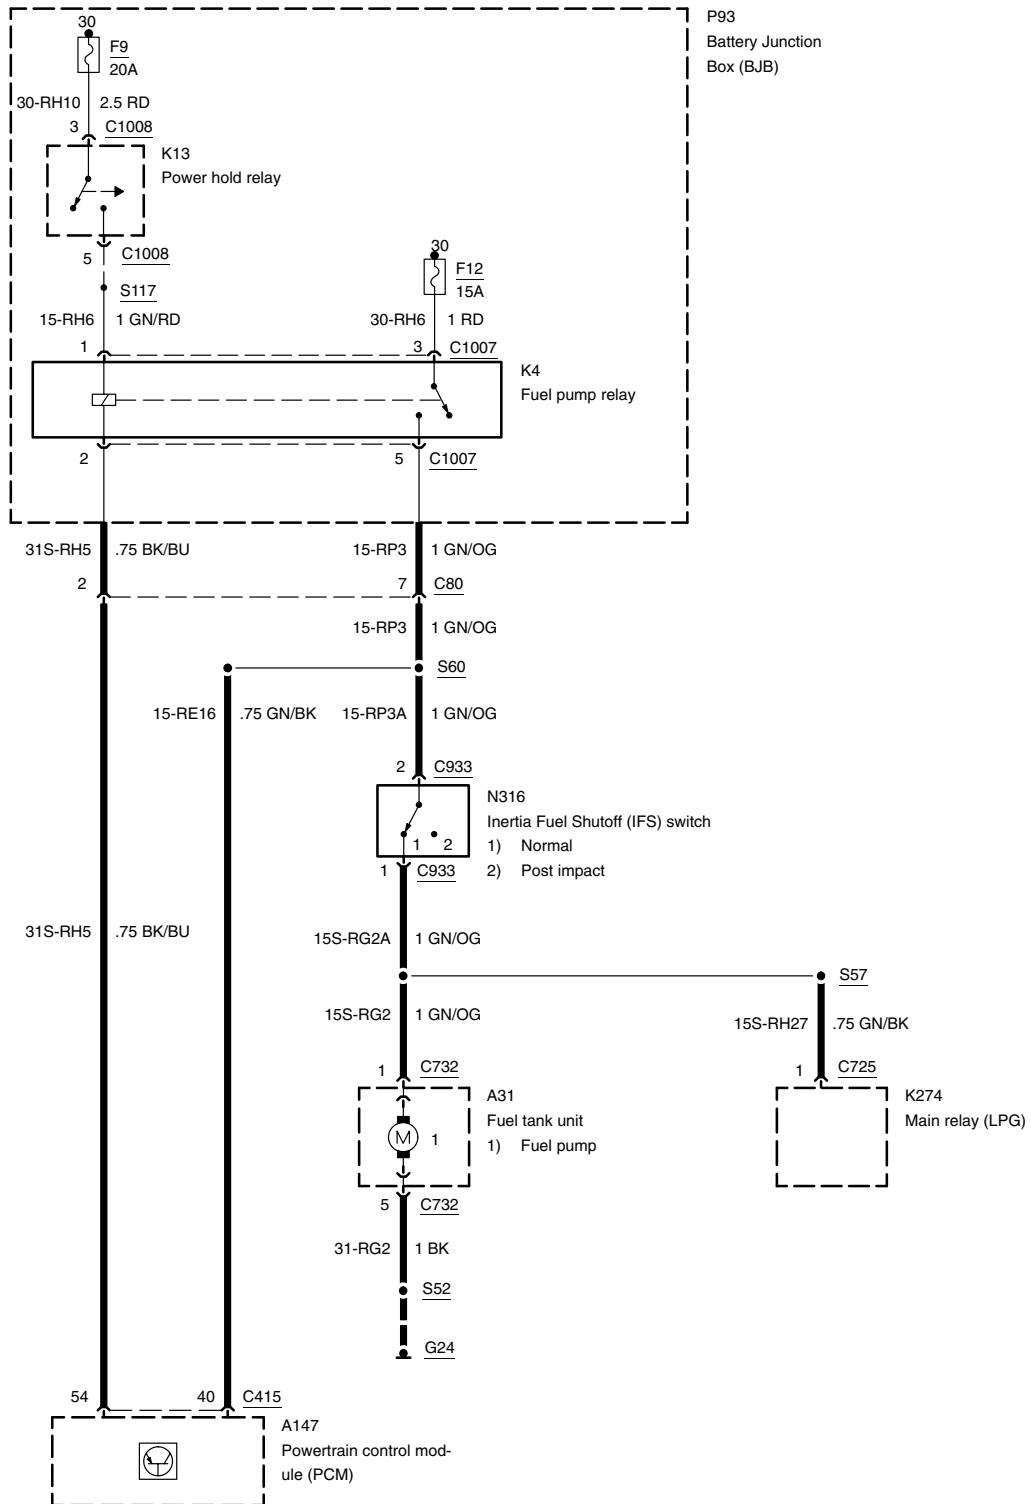 30
F9
20A
P93
Battery Junction
Box (BJB)
30-RH10 2.5 RD
3 C1008
K13
Power hold relay
5 C1008
S117
30
F12
15A
15-RH6 1 GN/RD
30-RH6 1 RD
1
3 C1007
K4
Fuel pump relay
2
5 C1007
31S-RH5 .75 BK/BU
15-RP3 1 GN/OG
2
7 C80
15-RP3 1 GN/OG
S60
15-RE16 .75 GN/BK
15-RP3A 1 GN/OG
2 C933
N316
Inertia Fuel Shutoff (IFS) switch
1) Normal
2) Post impact
1 2
1 C933
31S-RH5 .75 BK/BU
15S-RG2A 1 GN/OG
S57
15S-RG2 1 GN/OG
15S-RH27 .75 GN/BK
1 C732
1 C725
A31
Fuel tank unit
1) Fuel pump
M 1
K274
Main relay (LPG)
5 C732
31-RG2 1 BK
S52
G24
54
40 C415
A147
Powertrain control mod-
ule (PCM)